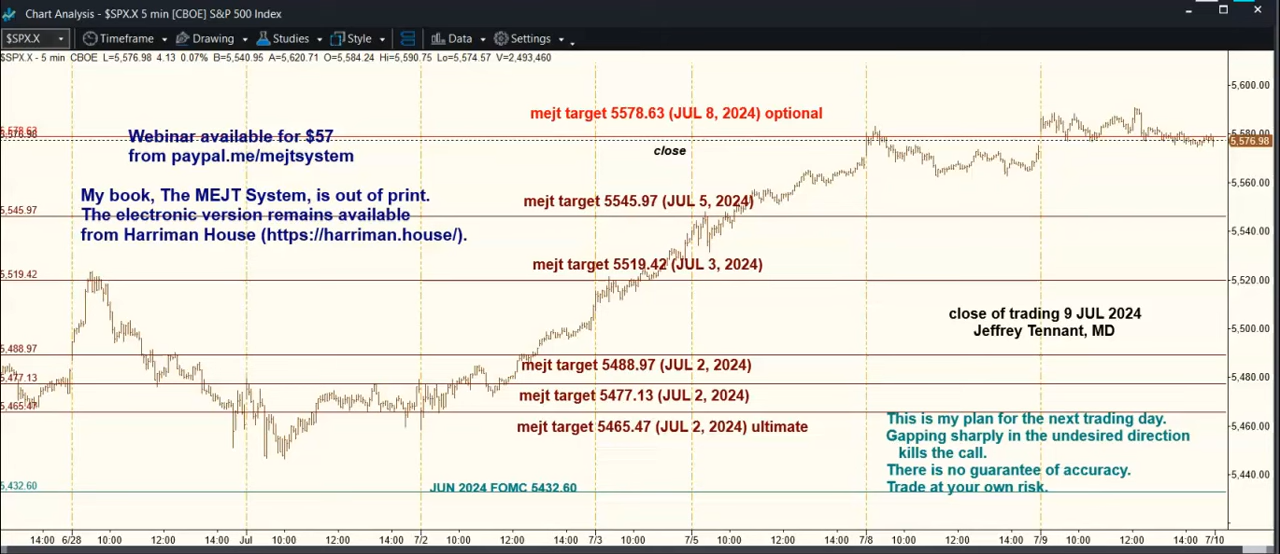 Chart Analysis - $SPX.X 5 min [CBOE] S&P 500 Index
$SPX.X Timeframe Drawing Studies Style Data Settings
$SPX.X - 5 min CBOE L=5,576.98 4.13 0.07% B=5,540.95 A=5,620.71 O=5,584.24 Hi=5,590.75 Lo=5,574.57 V=2,493,460
5,600.00
mejt target 5578.63 (JUL 8, 2024) optional
5,578.63
5,576.98
Webinar available for $57
from paypal.me/mejtsystem
close
5,576.98
5,560.00
My book, The MEJT System, is out of print.
The electronic version remains available
from Harriman House (https://harriman.house/).
mejt target 5545.97 (JUL 5, 2024)
5,545.97
5,540.00
mejt target 5519.42 (JUL 3, 2024)
5,519.42
5,520.00
close of trading 9 JUL 2024
Jeffrey Tennant, MD
5,500.00
5,488.97
mejt target 5488.97 (JUL 2, 2024)
5,477.13
5,480.00
mejt target 5477.13 (JUL 2, 2024)
5,465.47
mejt target 5465.47 (JUL 2, 2024) ultimate
5,460.00
This is my plan for the next trading day.
Gapping sharply in the undesired direction
kills the call.
There is no guarantee of accuracy.
Trade at your own risk.
5,440.00
5,432.60
JUN 2024 FOMC 5432.60
14:00 6/28 10:00 12:00 14:00 Jul 10:00 12:00 14:00 7/2 10:00 12:00 14:00 7/3 10:00 12:00 7/5 10:00 12:00 14:00 7/8 10:00 12:00 14:00 7/9 10:00 12:00 14:00 7/10